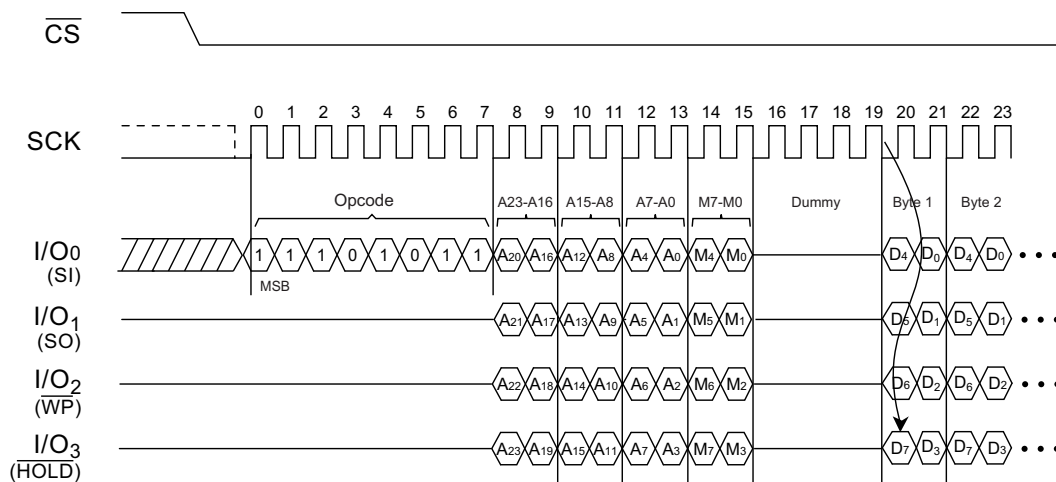 CS
0 1 2 3 4 5 6 7 8 9 10 11 12 13 14 15 16 17 18 19 20 21 22 23
SCK
Opcode A23-A16 A15-A8 A7-A0 M7-M0 Dummy Byte 1 Byte 2
I/O0 1 1 1 0 1 0 1 1 A20 A16 A12 A8 A4 A0 M4 M0 D4 D0 D4 D0 • • •
(SI)
MSB
I/O1 A21 A17 A13 A9 A5 A1 M5 M1 D5 D1 D5 D1 • • •
(SO)
I/O2 A22 A18 A14 A10 A6 A2 M6 M2 D6 D2 D6 D2 • • •
(WP)
I/O3 A23 A19 A15 A11 A7 A3 M7 M3 D7 D3 D7 D3 • • •
(HOLD)